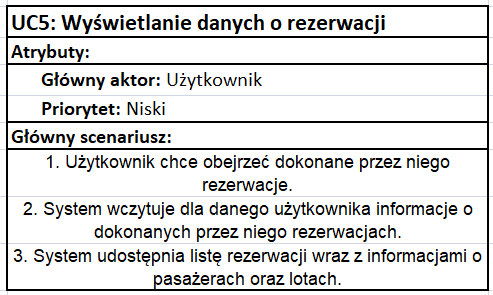 UC5: Wyświetlanie danych o rezerwacji
Atrybuty:
Główny aktor: Użytkownik
Priorytet: Niski
Główny scenariusz:
1. Użytkownik chce obejrzeć dokonane przez niego
rezerwacje.
2. System wczytuje dla danego użytkownika informacje o
dokonanych przez niego rezerwacjach.
3. System udostępnia listę rezerwacji wraz z informacjami o
pasażerach oraz lotach.